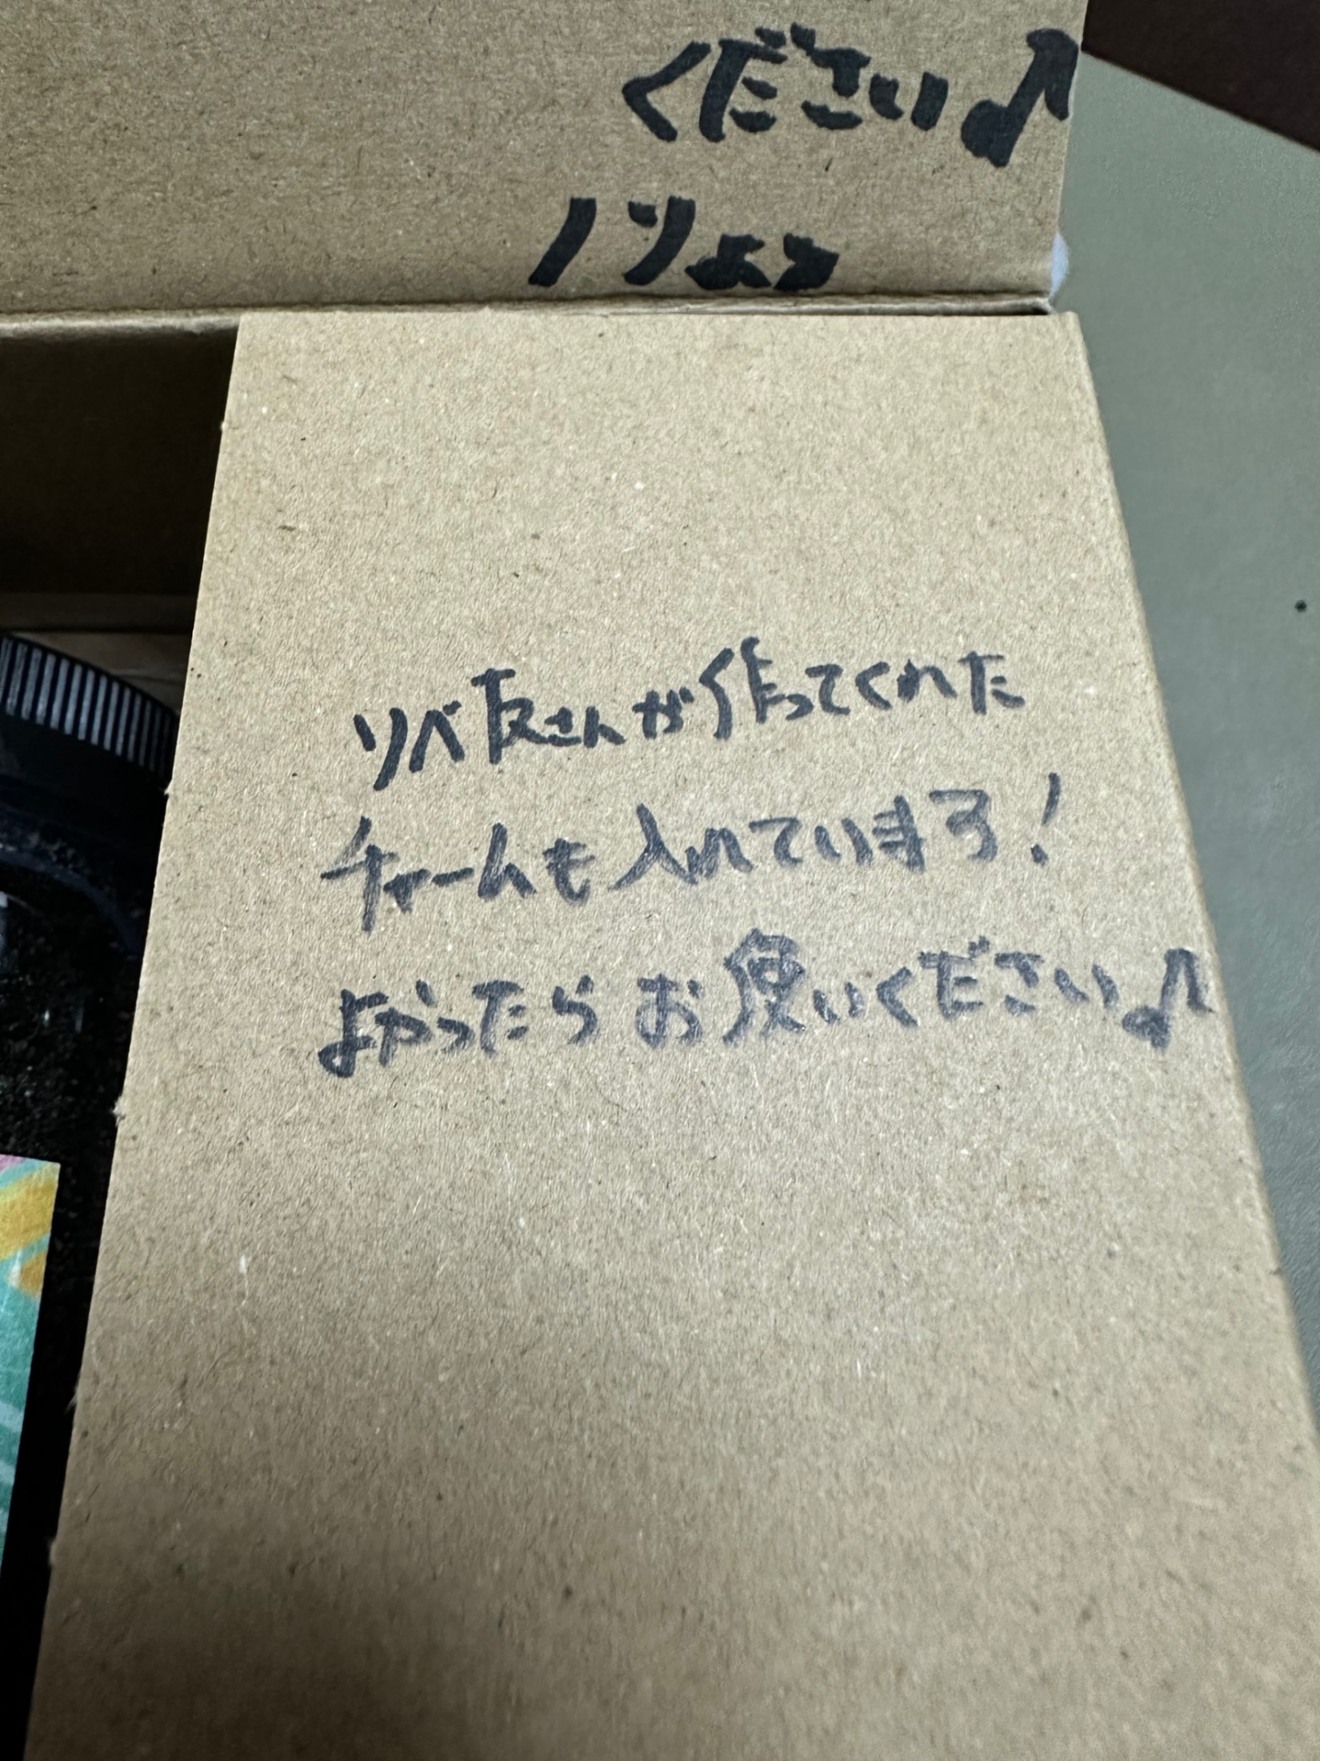 ください♪
ノリよろ
リベ友さんが作ってくれた
チャームも入れています！
よかったらお使いください♪